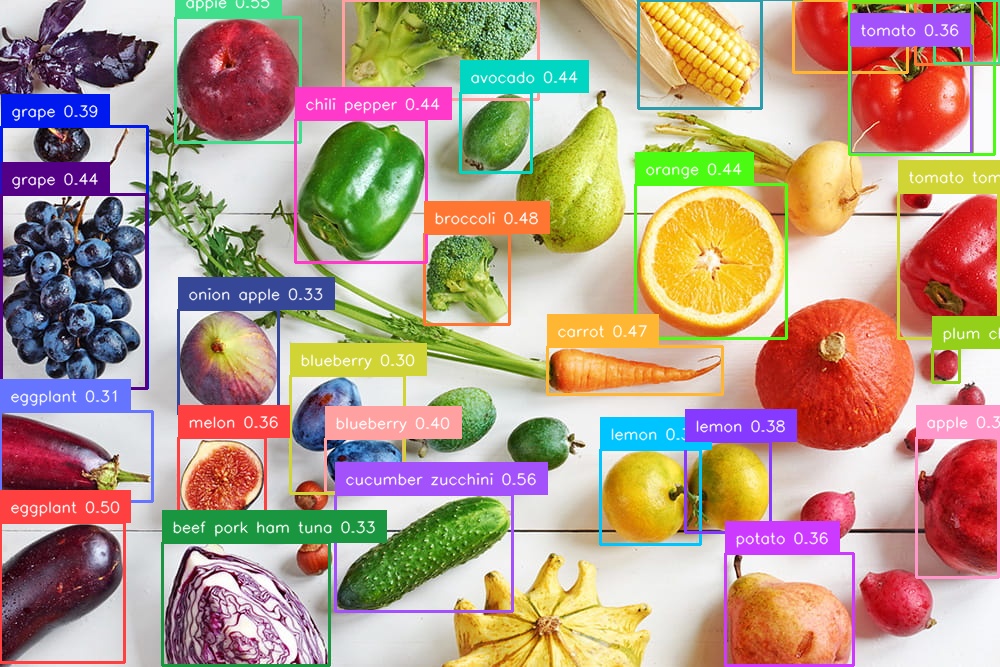 apple 0.55
tomato 0.36
avocado 0.44
chili pepper 0.44
grape 0.39
orange 0.44
grape 0.44
tomato tom
broccoli 0.48
onion apple 0.33
carrot 0.47
plum
blueberry 0.30
eggplant 0.31
melon 0.36
blueberry 0.40
lemon
lemon 0.38
apple
cucumber zucchini 0.56
eggplant 0.50
beef pork ham tuna 0.33
potato 0.36